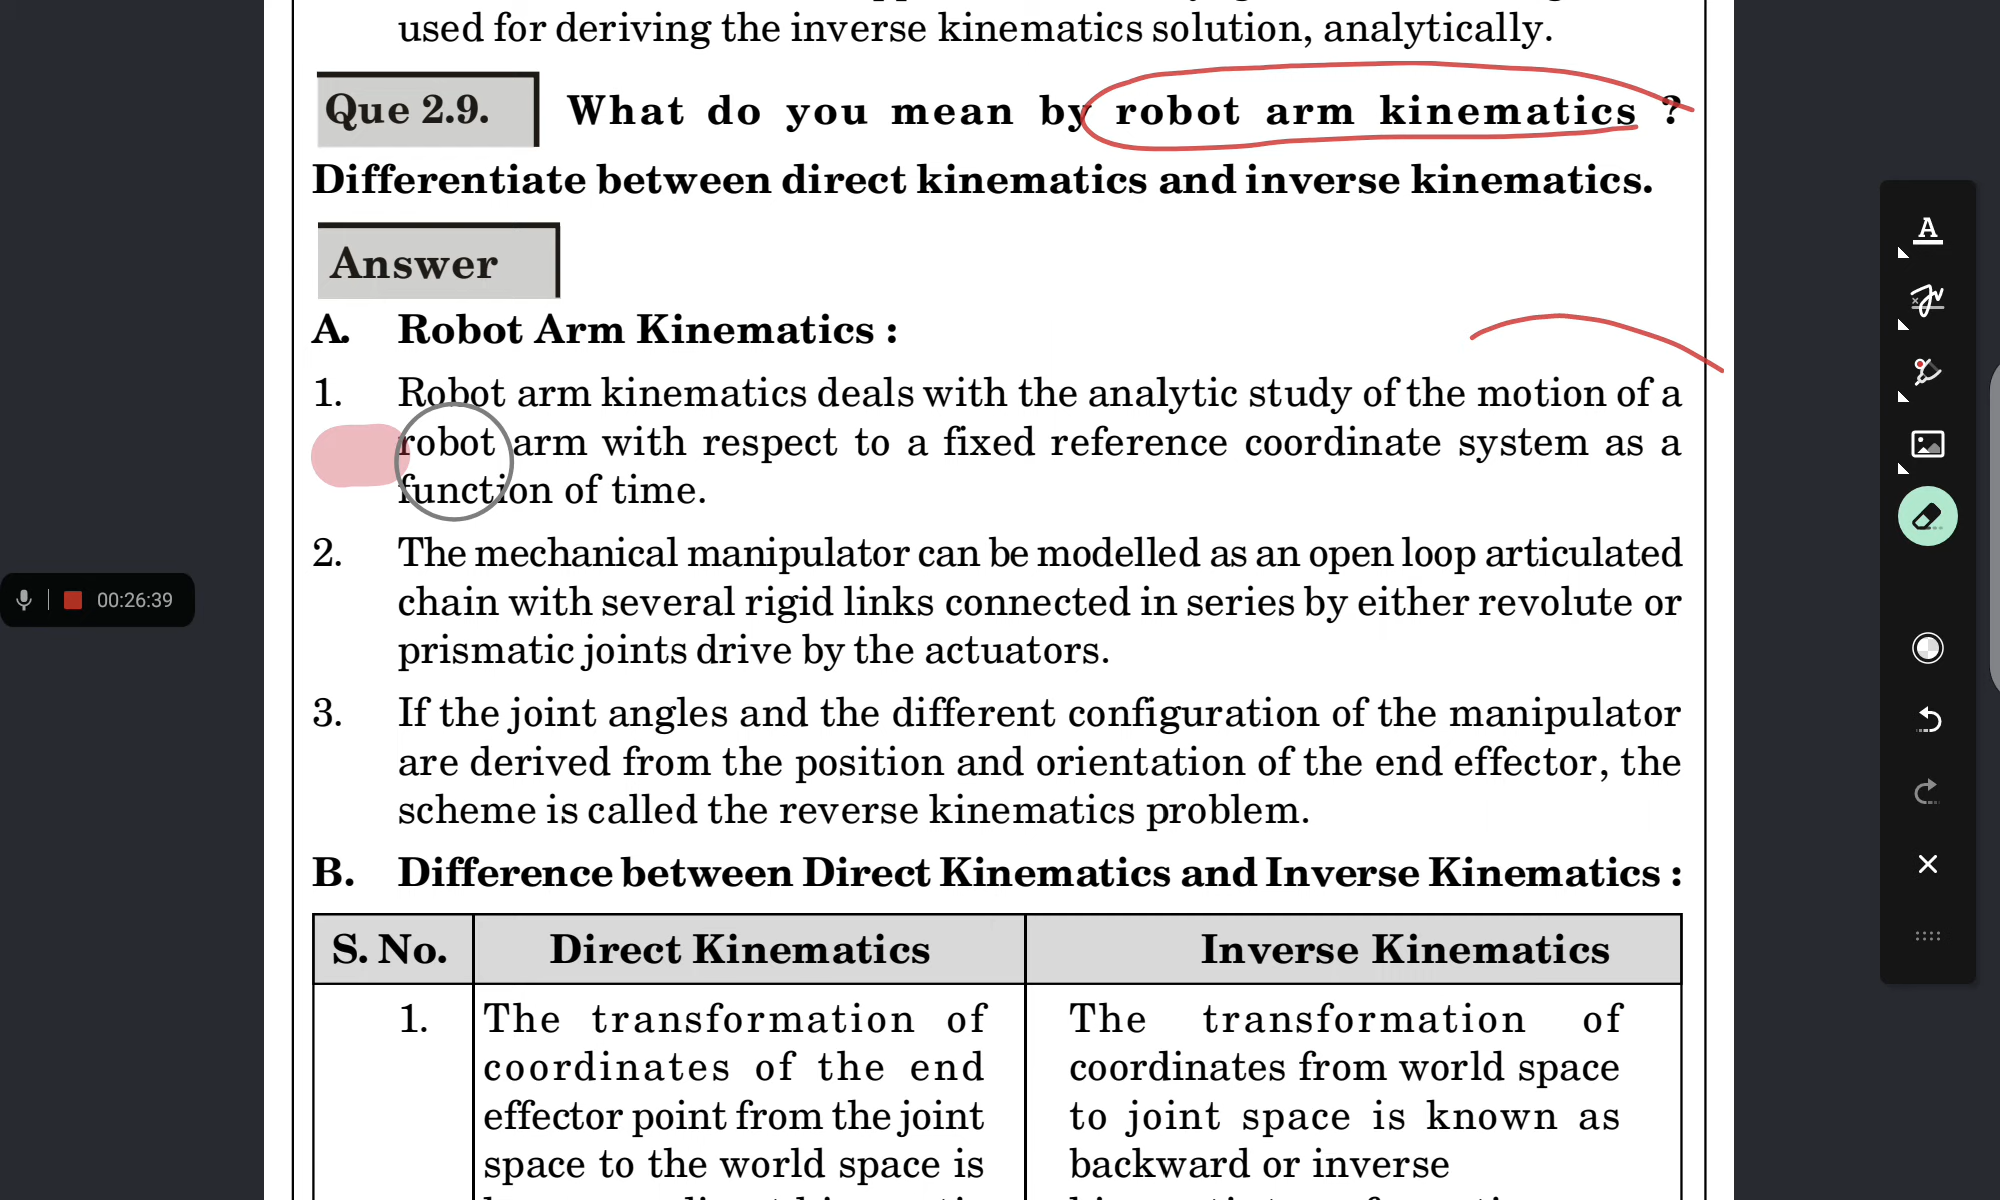 used for deriving the inverse kinematics solution, analytically.
Que 2.9. What do you mean by robot arm kinematics ?
Differentiate between direct kinematics and inverse kinematics.
Answer
A. Robot Arm Kinematics :
1. Robot arm kinematics deals with the analytic study of the motion of a
robot arm with respect to a fixed reference coordinate system as a
function of time.
2. The mechanical manipulator can be modelled as an open loop articulated
chain with several rigid links connected in series by either revolute or
prismatic joints drive by the actuators.
3. If the joint angles and the different configuration of the manipulator
are derived from the position and orientation of the end effector, the
scheme is called the reverse kinematics problem.
B. Difference between Direct Kinematics and Inverse Kinematics :
S. No. Direct Kinematics Inverse Kinematics
1. The transformation of
coordinates of the end
effector point from the joint
space to the world space is
The transformation of
coordinates from world space
to joint space is known as
backward or inverse
00:26:39
A